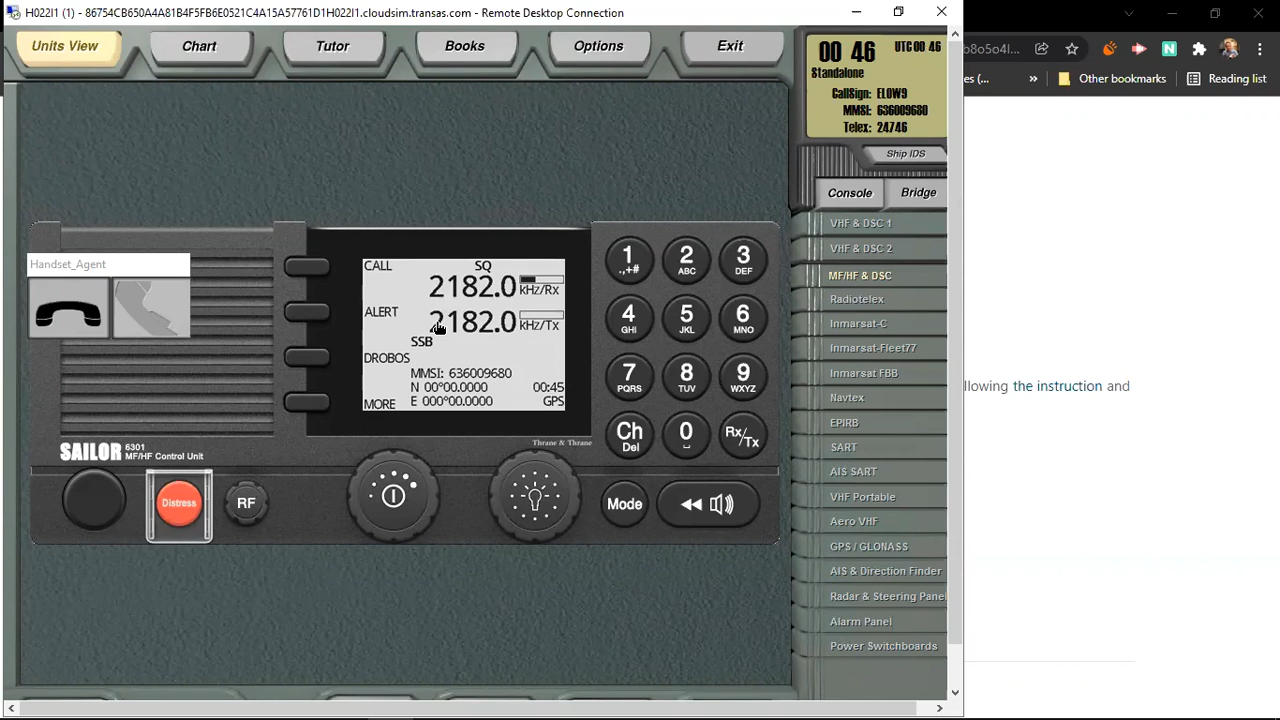 H022I1 (1) - 86754CB650A4A81B4F5FB6E0521C4A15A57761D1H022I1.cloudsim.transas.com - Remote Desktop Connection
Units View
Chart
Tutor
Books
Options
Exit
00 46
UTC 00 46
Standalone
CallSign: ELOW9
MMSI: 636009680
Telex: 24746
Ship IDS
Console
Bridge
VHF & DSC 1
VHF & DSC 2
MF/HF & DSC
Radiotelex
Inmarsat-C
Inmarsat-Fleet77
Inmarsat FBB
Navtex
EPIRB
SART
AIS SART
VHF Portable
Aero VHF
GPS / GLONASS
AIS & Direction Finder
Radar & Steering Panel
Alarm Panel
Power Switchboards
Handset_Agent
CALL
SQ
2182.0 kHz/Rx
ALERT
2182.0 kHz/Tx
SSB
DROBOS
MMSI: 636009680
N 00°00.0000 00:45
MORE
E 000°00.0000 GPS
1 .,+#
2 ABC
3 DEF
4 GHI
5 JKL
6 MNO
7 PQRS
8 TUV
9 WXYZ
Ch Del
0
Rx/Tx
Thrane & Thrane
SAILOR 6301
MF/HF Control Unit
Distress
RF
Mode
8o5o4l...
es (...
»
Other bookmarks
Reading list
llowing the instruction and